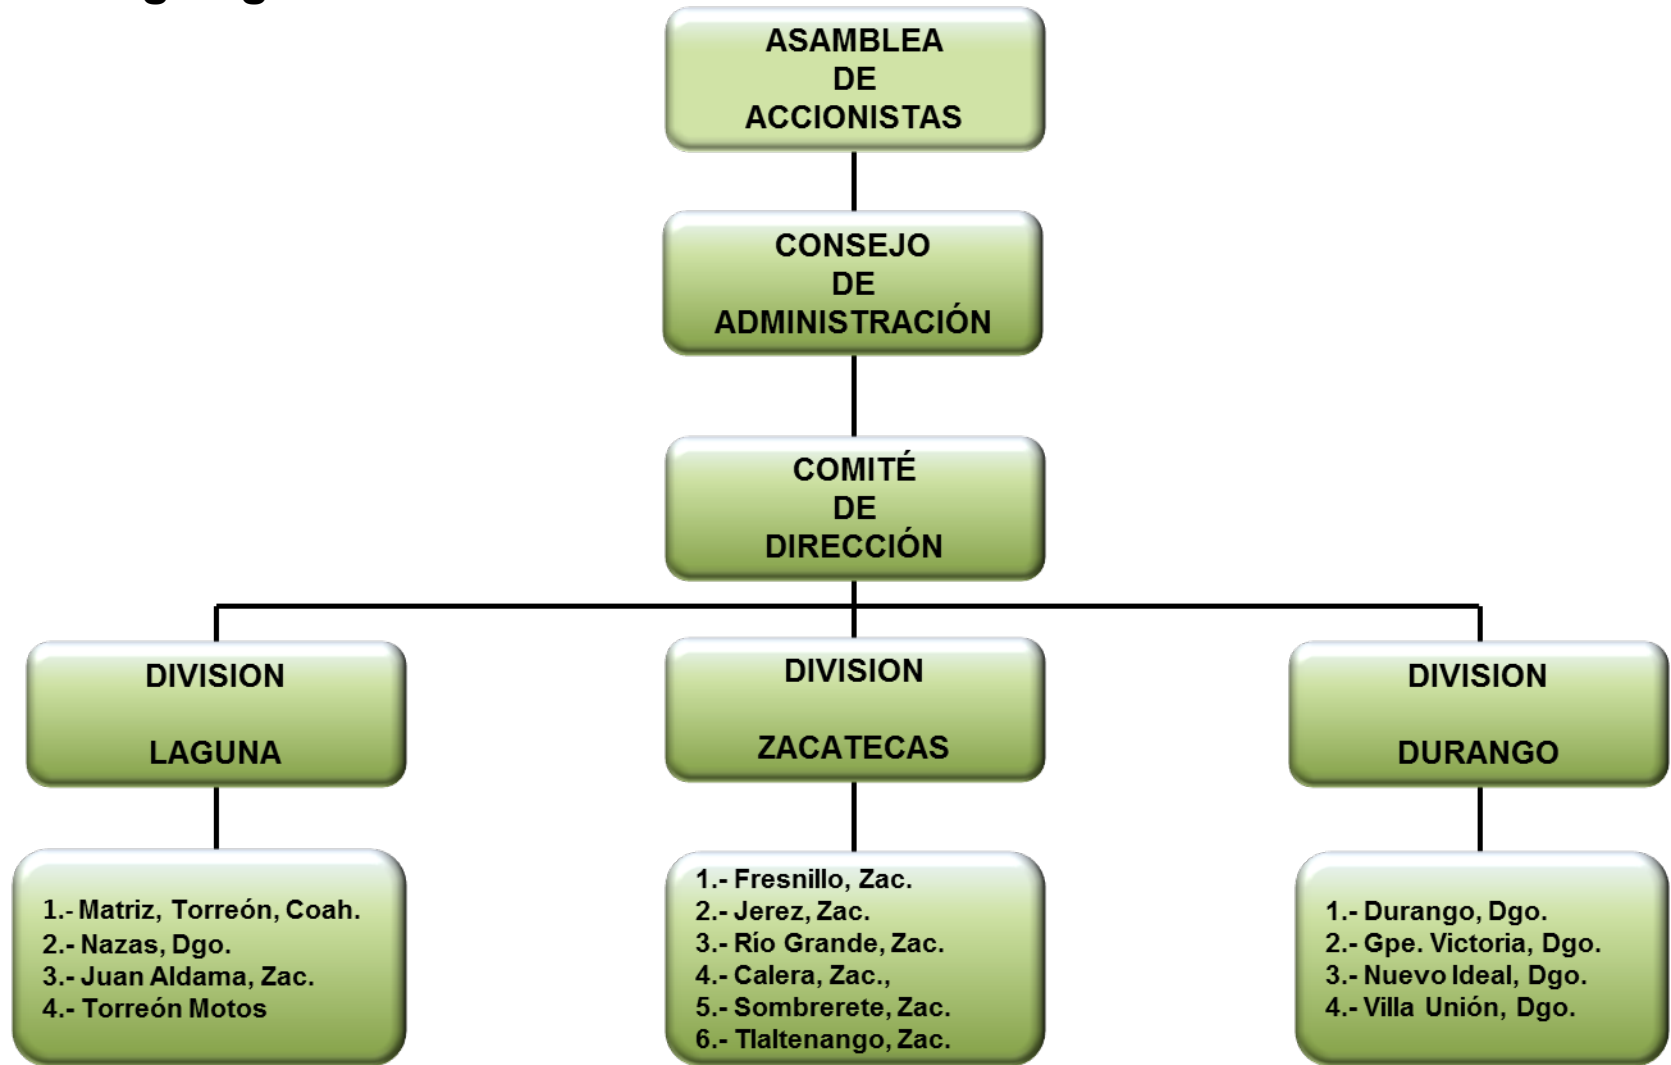 ASAMBLEA
DE
ACCIONISTAS
CONSEJO
DE
ADMINISTRACIÓN
COMITÉ
DE
DIRECCIÓN
DIVISION
LAGUNA
DIVISION
ZACATECAS
DIVISION
DURANGO
1.- Matriz, Torreón, Coah.
2.- Nazas, Dgo.
3.- Juan Aldama, Zac.
4.- Torreón Motos
1.- Fresnillo, Zac.
2.- Jerez, Zac.
3.- Río Grande, Zac.
4.- Calera, Zac.,
5.- Sombrerete, Zac.
6.- Tlaltenango, Zac.
1.- Durango, Dgo.
2.- Gpe. Victoria, Dgo.
3.- Nuevo Ideal, Dgo.
4.- Villa Unión, Dgo.